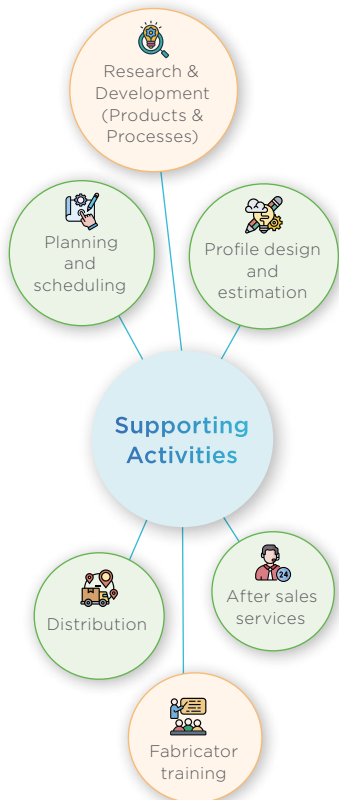 Research &
Development
(Products &
Processes)
Planning
and
scheduling
Profile design
and
estimation
Supporting
Activities
Distribution
24
After sales
services
Fabricator
training